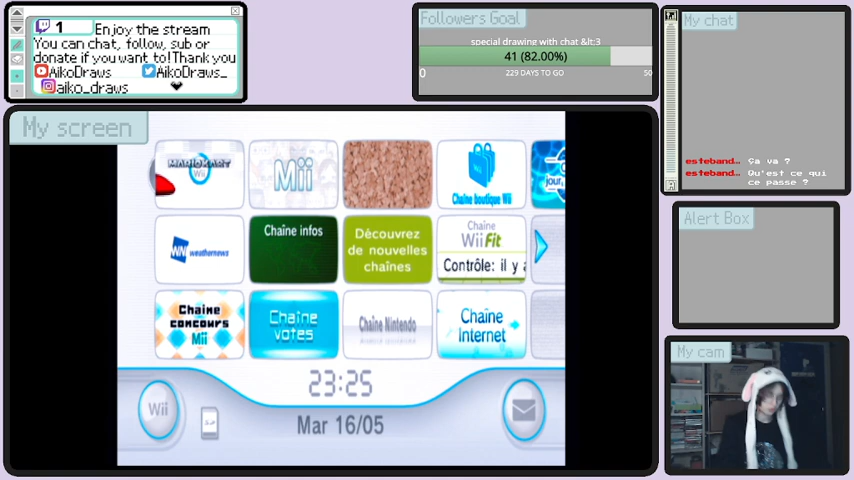 1
Enjoy the stream
You can chat, follow, sub or
donate if you want to!Thank you
AikoDraws
AikoDraws_
aiko_draws
Followers Goal
special drawing with chat &lt;3
41 (82.00%)
0
229 DAYS TO GO
50
My chat
esteband… Ça va ?
esteband… Qu'est ce qui
ce passe ?
My screen
MARIOKART
Wii
Mii
Chaîne boutique Wii
jour
WN weathernews
Chaîne infos
Découvrez
de nouvelles
chaînes
Chaîne
Wii Fit
Contrôle: il y a
Chaîne
concours
Mii
Chaîne
votes
Chaîne Nintendo
Chaîne
Internet
23:25
Wii
Mar 16/05
Alert Box
My cam